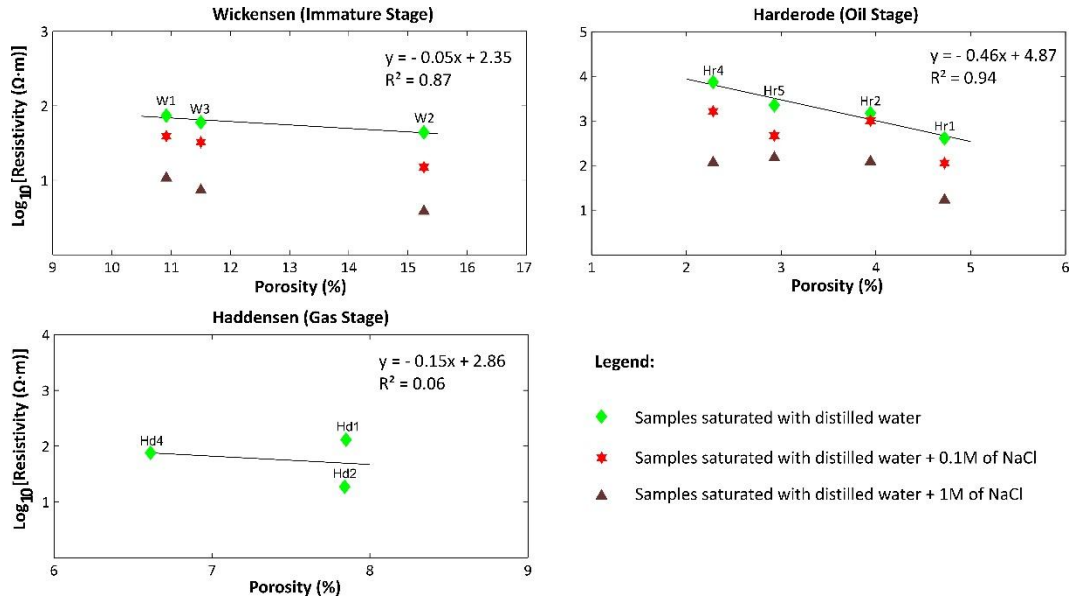 Wickensen (Immature Stage)
3
2
1
Log10[Resistivity (Ω·m)]
y = - 0.05x + 2.35
R² = 0.87
W1
W3
W2
9 10 11 12 13 14 15 16 17
Porosity (%)
Harderode (Oil Stage)
5
4
3
2
1
y = - 0.46x + 4.87
R² = 0.94
Hr4
Hr5
Hr2
Hr1
1 2 3 4 5 6
Porosity (%)
Haddensen (Gas Stage)
4
3
2
1
Log10[Resistivity (Ω·m)]
y = - 0.15x + 2.86
R² = 0.06
Hd4
Hd1
Hd2
6 7 8 9
Porosity (%)
Legend:
Samples saturated with distilled water
Samples saturated with distilled water + 0.1M of NaCl
Samples saturated with distilled water + 1M of NaCl